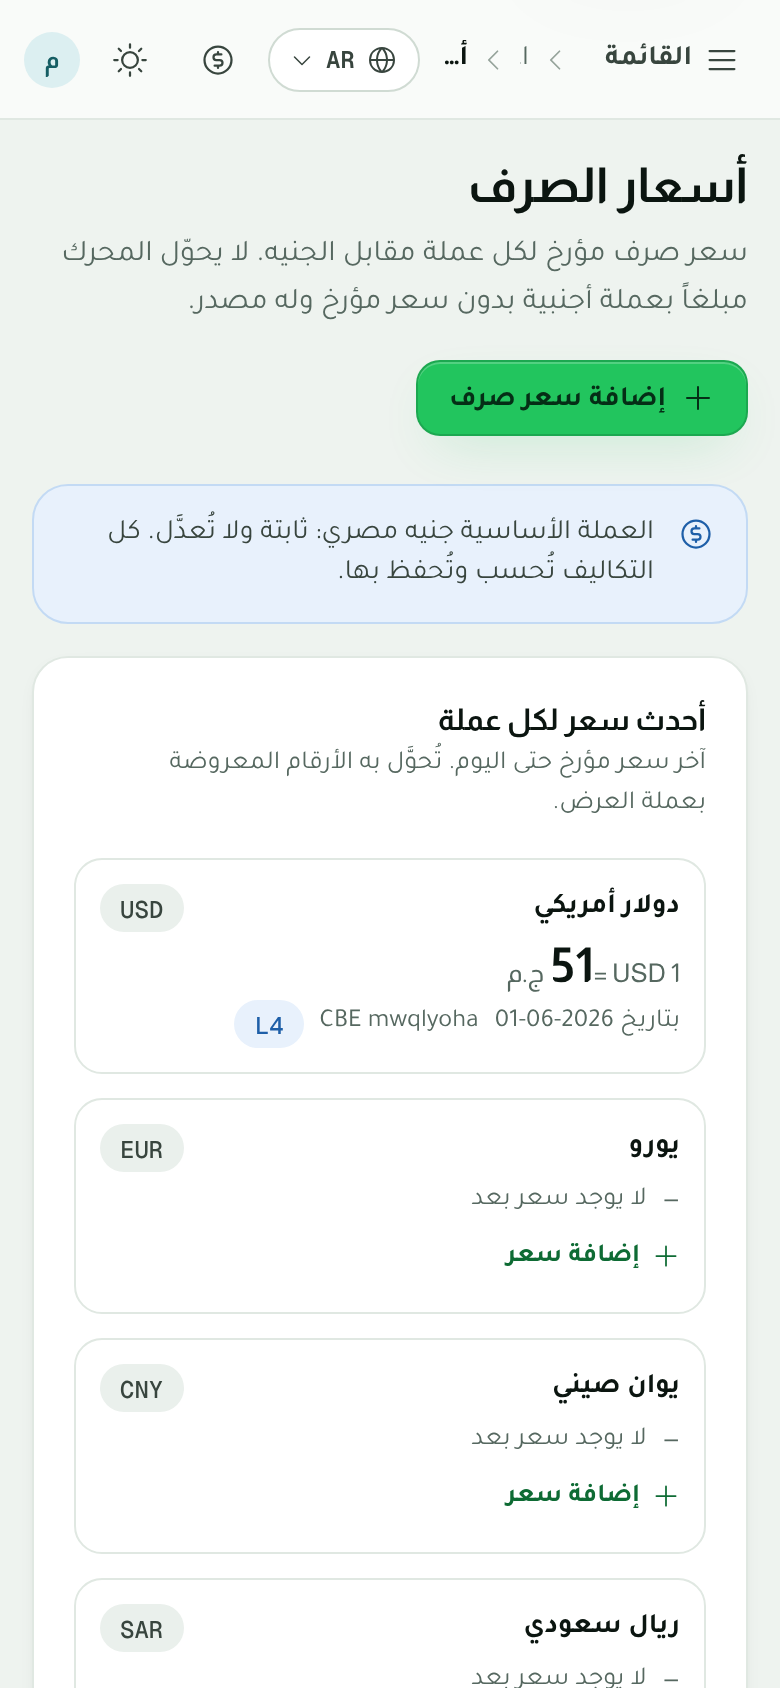 القائمة
أ...
AR
م
أسعار الصرف
سعر صرف مؤرخ لكل عملة مقابل الجنيه. لا يحوّل المحرك
مبلغاً بعملة أجنبية بدون سعر مؤرخ وله مصدر.
إضافة سعر صرف
العملة الأساسية جنيه مصري: ثابتة ولا تُعدَّل. كل
التكاليف تُحسب وتُحفظ بها.
أحدث سعر لكل عملة
آخر سعر مؤرخ حتى اليوم. تُحوَّل به الأرقام المعروضة
بعملة العرض.
دولار أمريكي
USD
1 USD = 51 ج.م
بتاريخ 2026-06-01 CBE mwqlyoha L4
يورو
EUR
— لا يوجد سعر بعد
إضافة سعر
يوان صيني
CNY
— لا يوجد سعر بعد
إضافة سعر
ريال سعودي
SAR
— لا يوجد سعر بعد